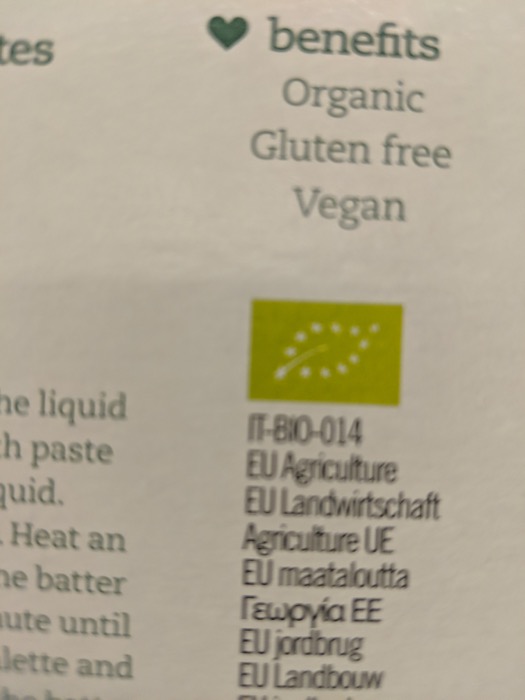 tes
benefits
Organic
Gluten free
Vegan
he liquid
h paste
quid.
. Heat an
he batter
ute until
lette and
IT-BIO-014
EU Agriculture
EU Landwirtschaft
Agriculture UE
EU maataloutta
Γεωργία ΕΕ
EU jordbrug
EU Landbouw